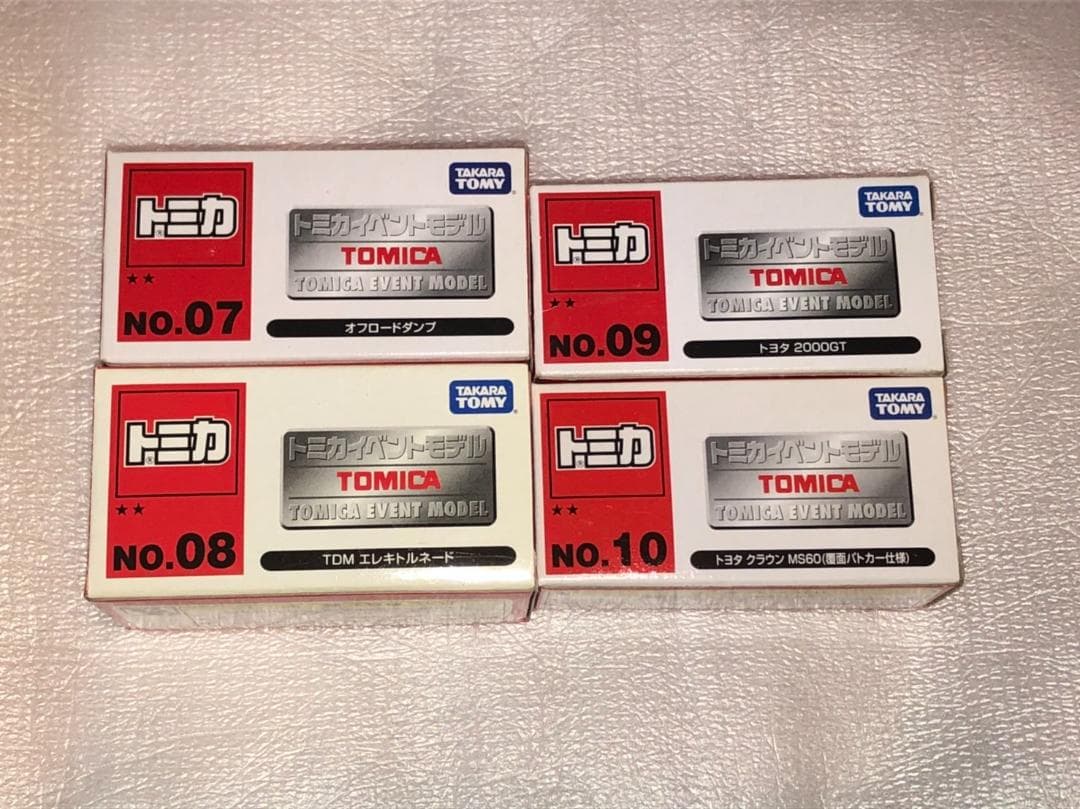 トミカ
★★
NO.07
TAKARA
TOMY
トミカイベントモデル
TOMICA
TOMICA EVENT MODEL
オフロードダンプ
トミカ
★★
NO.09
TAKARA
TOMY
トミカイベントモデル
TOMICA
TOMICA EVENT MODEL
トヨタ 2000GT
トミカ
★★
NO.08
TAKARA
TOMY
トミカイベントモデル
TOMICA
TOMICA EVENT MODEL
TDM エレキトルネード
トミカ
★★
NO.10
TAKARA
TOMY
トミカイベントモデル
TOMICA
TOMICA EVENT MODEL
トヨタ クラウン MS60(覆面パトカー仕様)